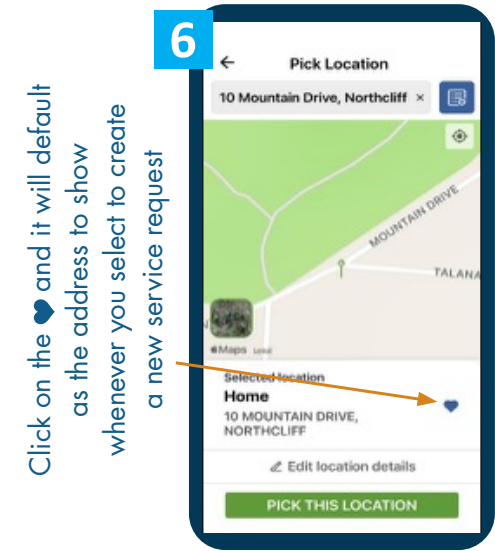 6
Click on the ♥ and it will default
as the address to show
whenever you select to create
a new service request
Pick Location
10 Mountain Drive, Northcliff ×
MOUNTAIN DRIVE
TALANA
Maps
Selected location
Home
10 MOUNTAIN DRIVE,
NORTHCLIFF
Edit location details
PICK THIS LOCATION